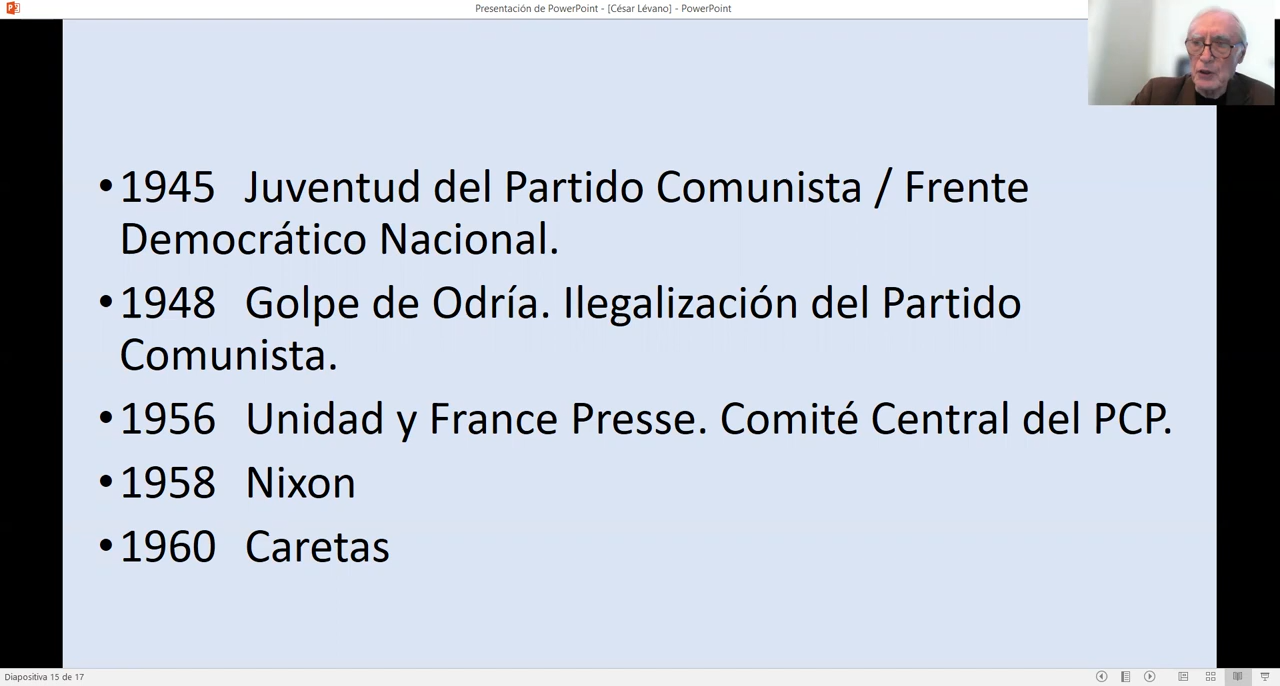 Presentación de PowerPoint - [César Lévano] - PowerPoint
• 1945 Juventud del Partido Comunista / Frente
Democrático Nacional.
• 1948 Golpe de Odría. Ilegalización del Partido
Comunista.
• 1956 Unidad y France Presse. Comité Central del PCP.
• 1958 Nixon
• 1960 Caretas
Diapositiva 15 de 17